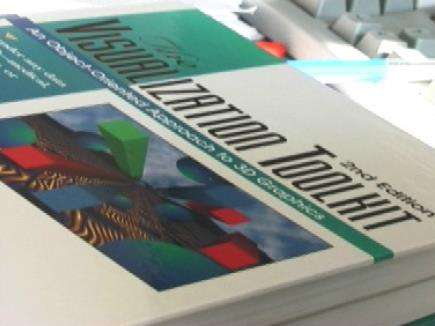 The
VISUALIZATION TOOLKIT
2nd Edition
An Object-Oriented Approach to 3D Graphics